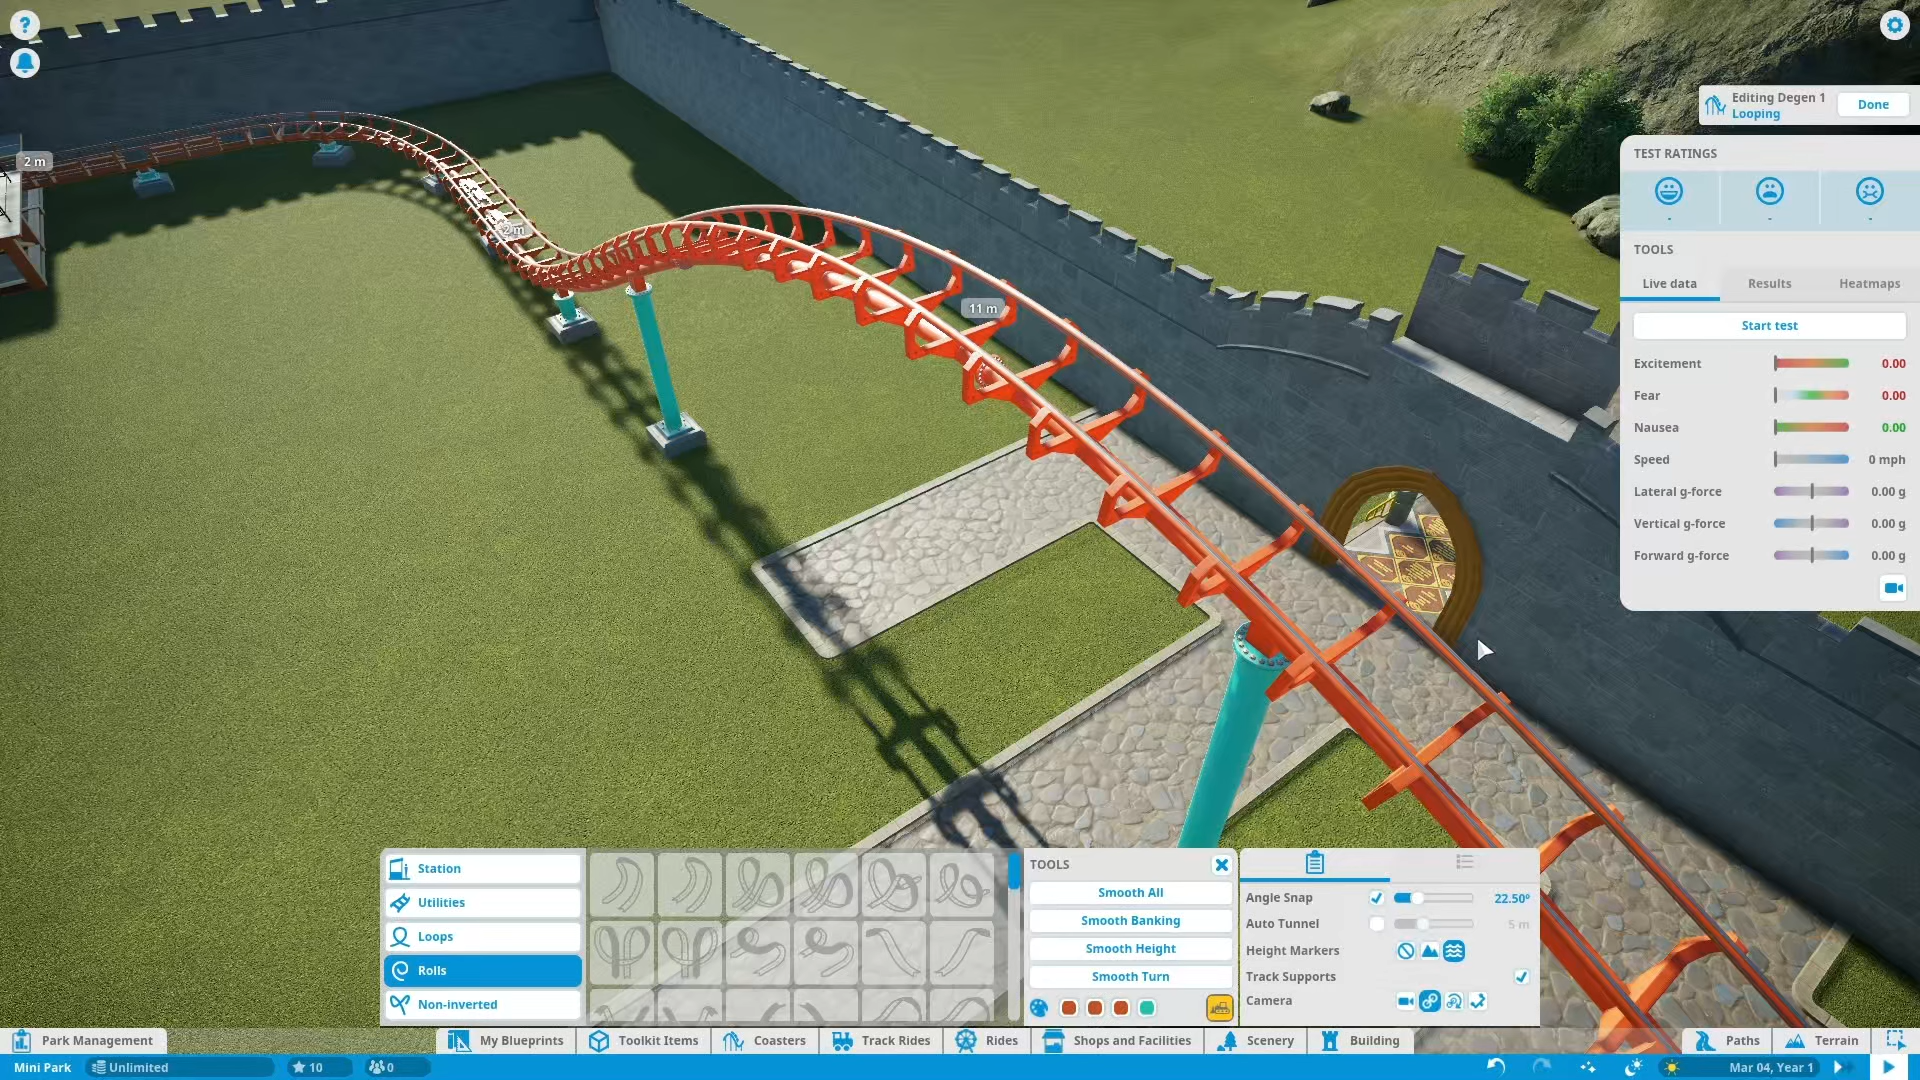 ?
Editing Degen 1
Looping
Done
2 m
2 m
11 m
TEST RATINGS
- - -
TOOLS
Live data Results Heatmaps
Start test
Excitement 0.00
Fear 0.00
Nausea 0.00
Speed 0 mph
Lateral g-force 0.00 g
Vertical g-force 0.00 g
Forward g-force 0.00 g
Station
Utilities
Loops
Rolls
Non-inverted
TOOLS
Smooth All
Smooth Banking
Smooth Height
Smooth Turn
Angle Snap 22.50°
Auto Tunnel 5 m
Height Markers
Track Supports
Camera
Park Management My Blueprints Toolkit Items Coasters Track Rides Rides Shops and Facilities Scenery Building Paths Terrain
Mini Park Unlimited 10 0 Mar 04, Year 1